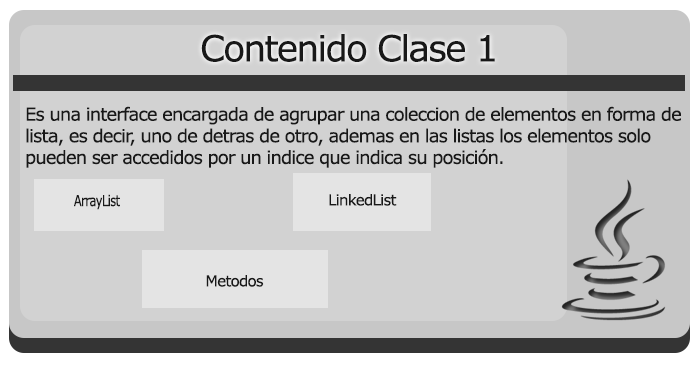 Contenido Clase 1
Es una interface encargada de agrupar una coleccion de elementos en forma de
lista, es decir, uno de detras de otro, ademas en las listas los elementos solo
pueden ser accedidos por un indice que indica su posición.
ArrayList
LinkedList
Metodos